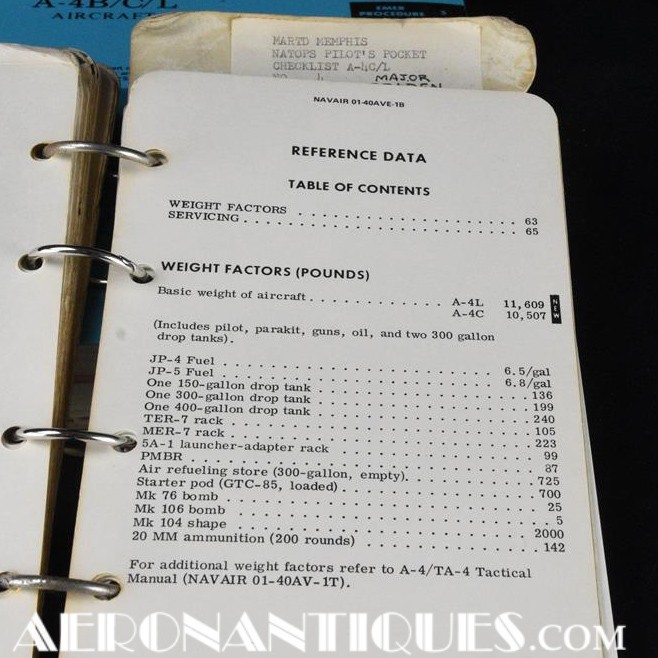 A-4B/C/L
AIRCRAFT
EMER
PROCEDURE
MARTD MEMPHIS
NATOPS PILOT'S POCKET
CHECKLIST A-4C/L
NO. 4 MAJOR
NAVAIR 01-40AVE-1B
REFERENCE DATA
TABLE OF CONTENTS
WEIGHT FACTORS . . . . . . . . . . . . . . . . . . 63
SERVICING . . . . . . . . . . . . . . . . . . . . . . 65
WEIGHT FACTORS (POUNDS)
Basic weight of aircraft . . . . . . . . . . . . A-4L 11,609 NEW
A-4C 10,507
(Includes pilot, parakit, guns, oil, and two 300 gallon
drop tanks).
JP-4 Fuel . . . . . . . . . . . . . . . . . . . . 6.5/gal
JP-5 Fuel . . . . . . . . . . . . . . . . . . . . 6.8/gal
One 150-gallon drop tank . . . . . . . . . . . . 136
One 300-gallon drop tank . . . . . . . . . . . . 199
One 400-gallon drop tank . . . . . . . . . . . . 240
TER-7 rack . . . . . . . . . . . . . . . . . . . . 105
MER-7 rack . . . . . . . . . . . . . . . . . . . . 223
5A-1 launcher-adapter rack . . . . . . . . . . . 99
PMBR . . . . . . . . . . . . . . . . . . . . . . . 87
Air refueling store (300-gallon, empty) . . . . . 725
Starter pod (GTC-85, loaded) . . . . . . . . . . 700
Mk 76 bomb . . . . . . . . . . . . . . . . . . . . 25
Mk 106 bomb . . . . . . . . . . . . . . . . . . . . 5
Mk 104 shape . . . . . . . . . . . . . . . . . . 2000
20 MM ammunition (200 rounds) . . . . . . . . . 142
For additional weight factors refer to A-4/TA-4 Tactical
Manual (NAVAIR 01-40AV-1T).
AERONANTIQUES.COM